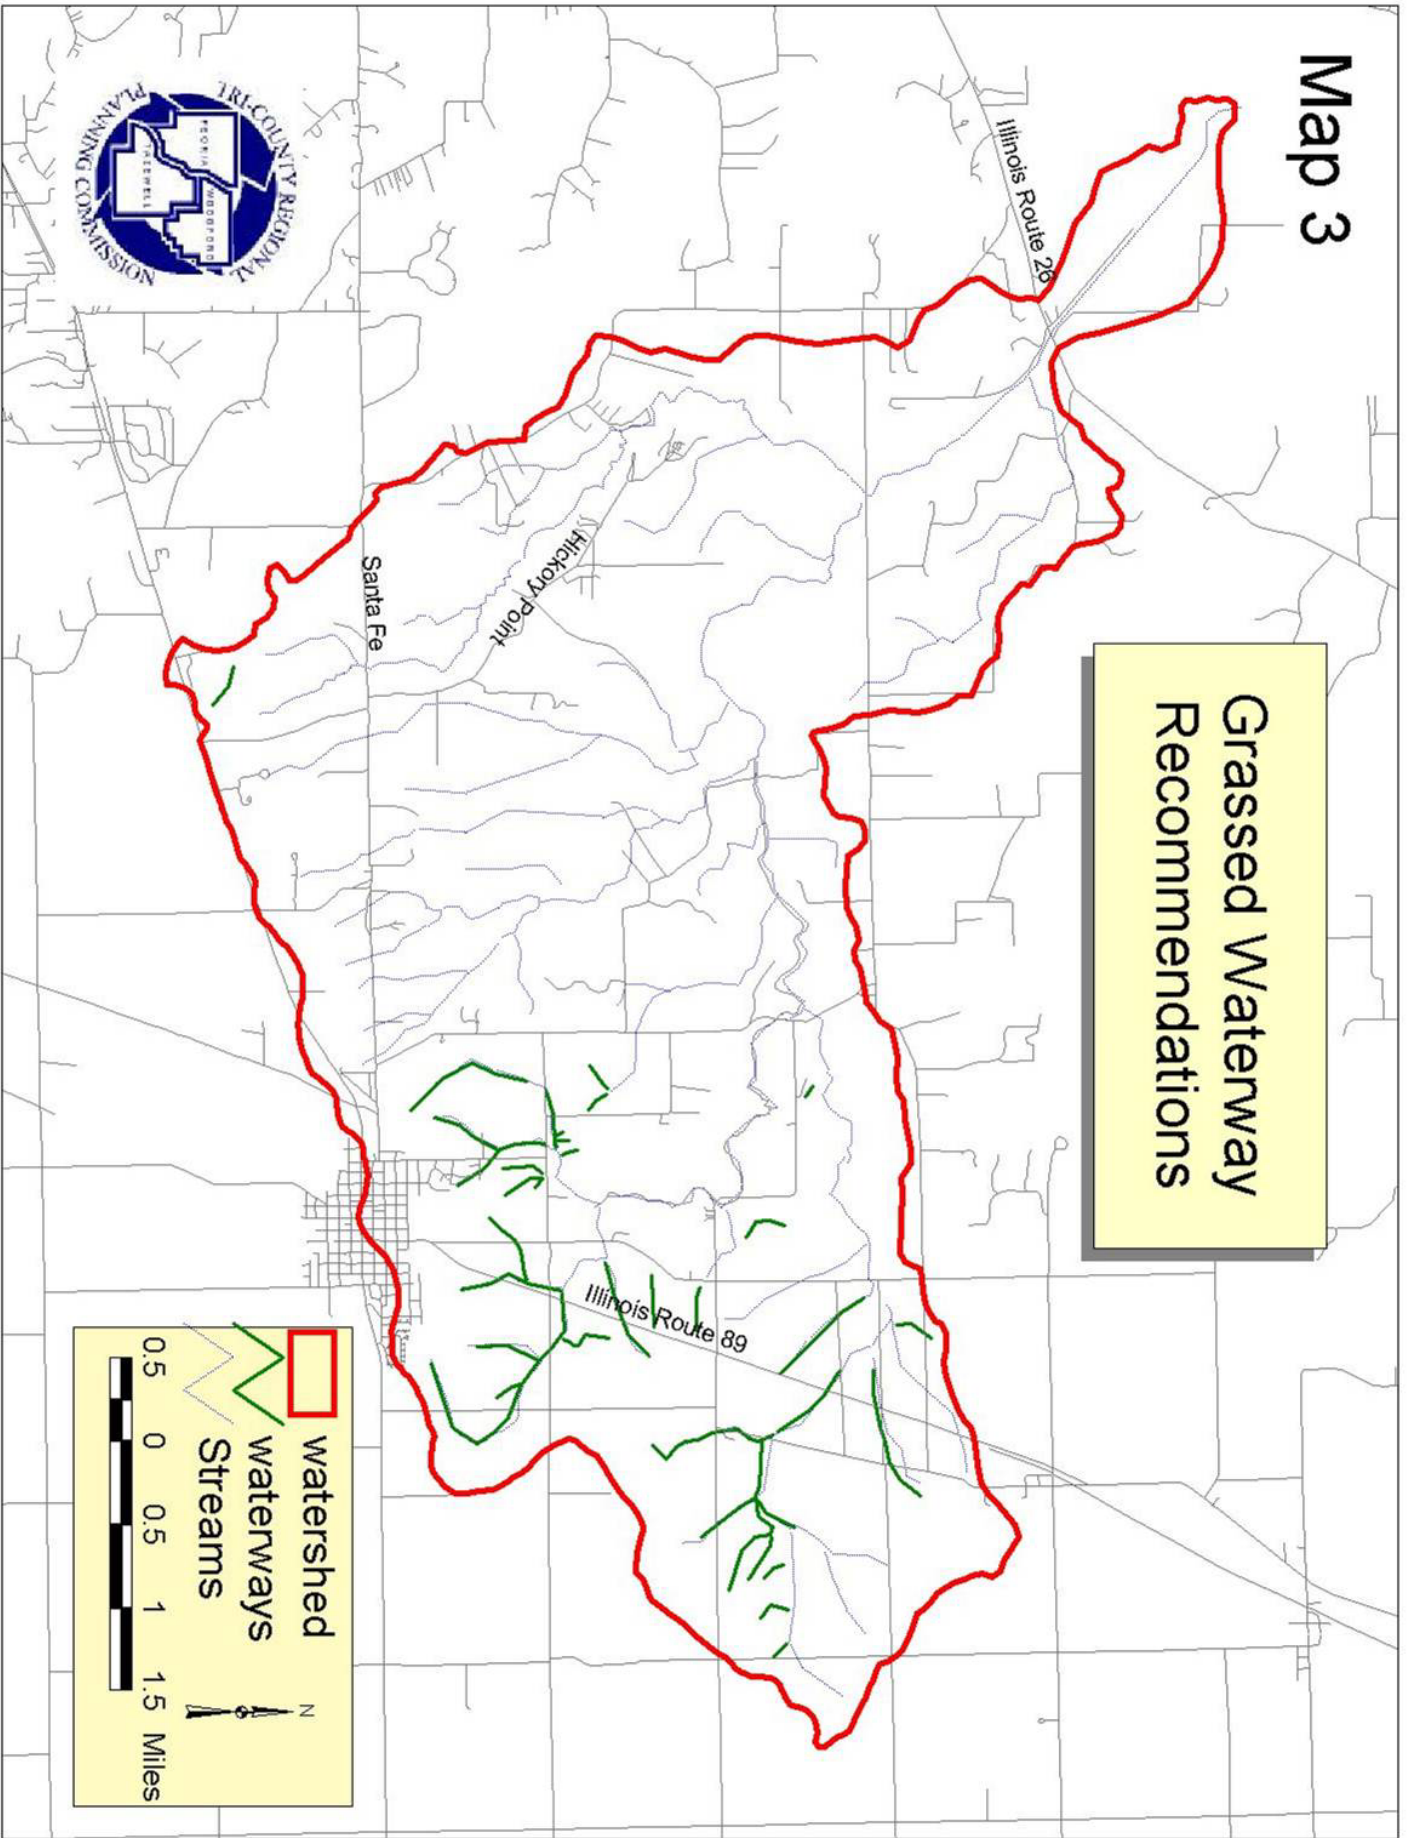 Map 3
Grassed Waterway
Recommendations
Illinois Route 26
Hickory Point
Santa Fe
Illinois Route 89
TRI-COUNTY REGIONAL
PEORIA
WOODFORD
TAZEWELL
PLANNING COMMISSION
watershed
waterways
Streams
N
0.5 0 0.5 1 1.5 Miles